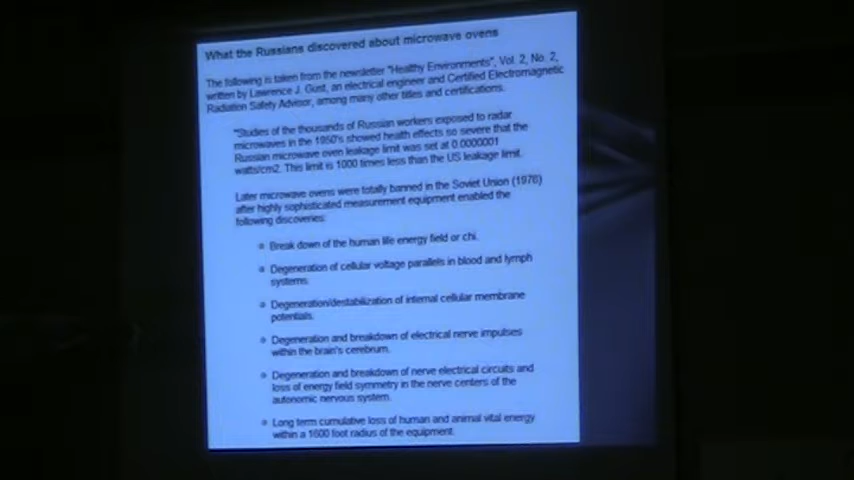 What the Russians discovered about microwave ovens
The following is taken from the newsletter "Healthy Environments", Vol. 2, No. 2,
written by Lawrence J. Gust, an electrical engineer and Certified Electromagnetic
Radiation Safety Advisor, among many other titles and certifications.
"Studies of the thousands of Russian workers exposed to radar
microwaves in the 1950's showed health effects so severe that the
Russian microwave oven leakage limit was set at 0.0000001
watts/cm2. This limit is 1000 times less than the US leakage limit.
Later microwave ovens were totally banned in the Soviet Union (1976)
after highly sophisticated measurement equipment enabled the
following discoveries:
Break down of the human life energy field or chi.
Degeneration of cellular voltage parallels in blood and lymph
systems.
Degeneration/destabilization of internal cellular membrane
potentials.
Degeneration and breakdown of electrical nerve impulses
within the brain's cerebrum.
Degeneration and breakdown of nerve electrical circuits and
loss of energy field symmetry in the nerve centers of the
autonomic nervous system.
Long term cumulative loss of human and animal vital energy
within a 1600 foot radius of the equipment.